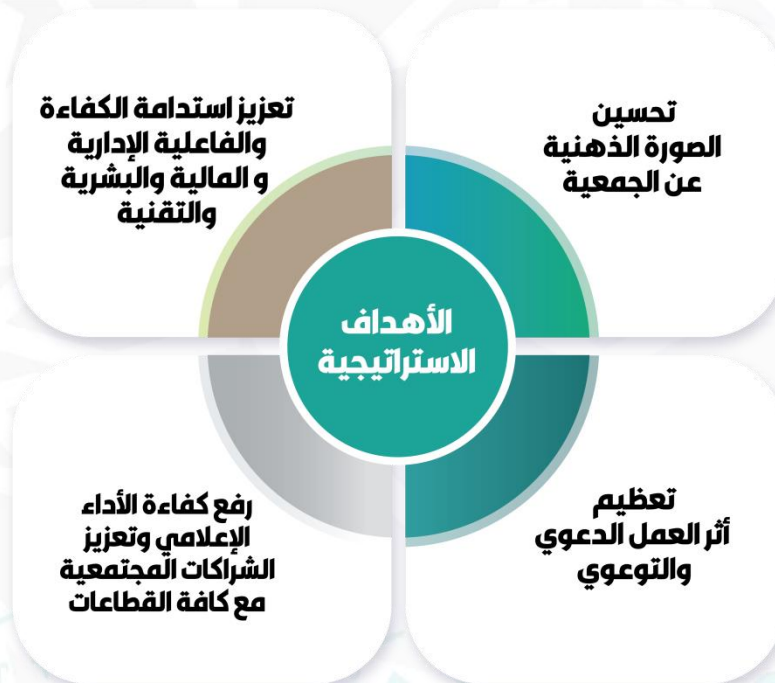 تحسين
الصورة الذهنية
عن الجمعية
تعزيز استدامة الكفاءة
والفاعلية الإدارية
و المالية والبشرية
والتقنية
الأهداف
الاستراتيجية
تعظيم
أثر العمل الدعوي
والتوعوي
رفع كفاءة الأداء
الإعلامي وتعزيز
الشراكات المجتمعية
مع كافة القطاعات